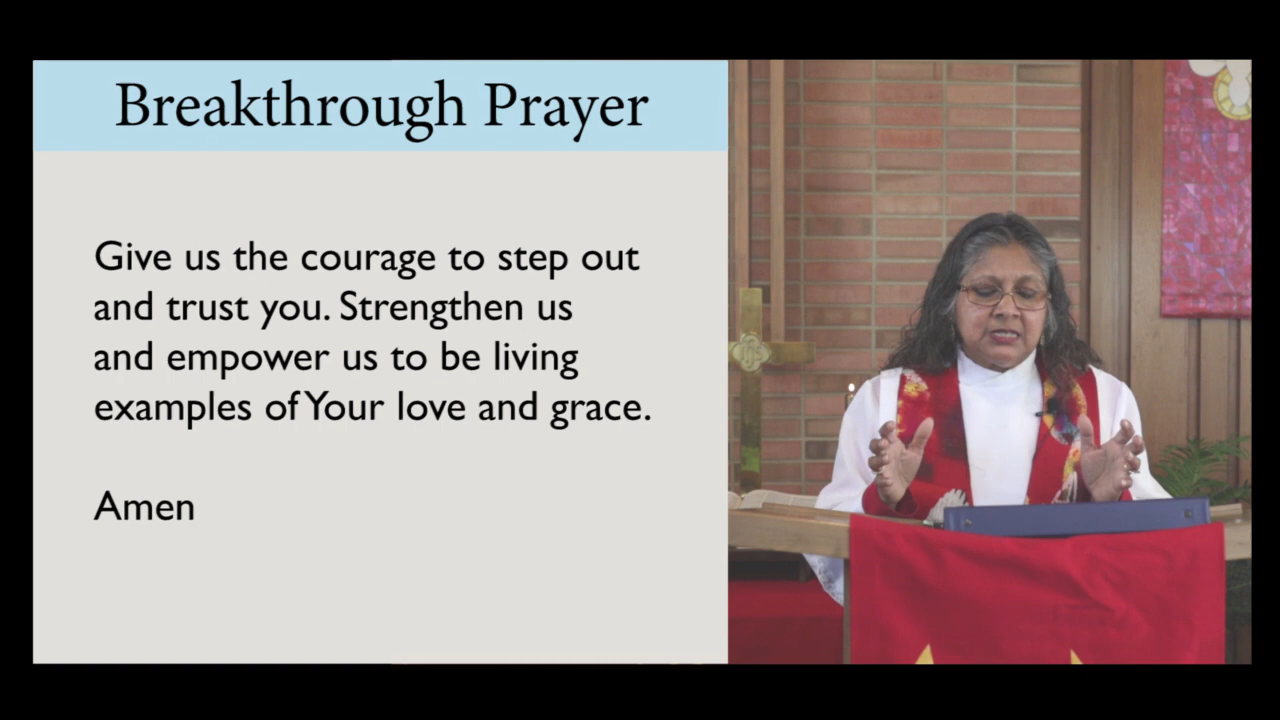 Breakthrough Prayer
Give us the courage to step out
and trust you. Strengthen us
and empower us to be living
examples of Your love and grace.
Amen